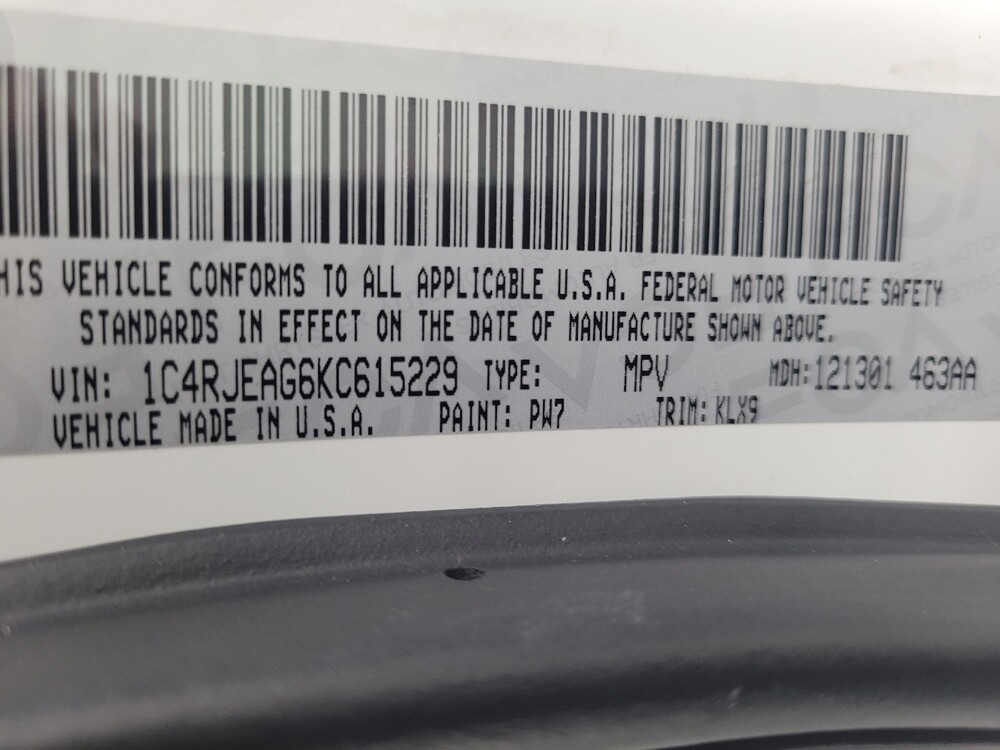 HIS VEHICLE CONFORMS TO ALL APPLICABLE U.S.A. FEDERAL MOTOR VEHICLE SAFETY
STANDARDS IN EFFECT ON THE DATE OF MANUFACTURE SHOWN ABOVE.
VIN: 1C4RJEAG6KC615229 TYPE: MPV MDH:121301 463AA
VEHICLE MADE IN U.S.A. PAINT: PW7 TRIM: KLX9